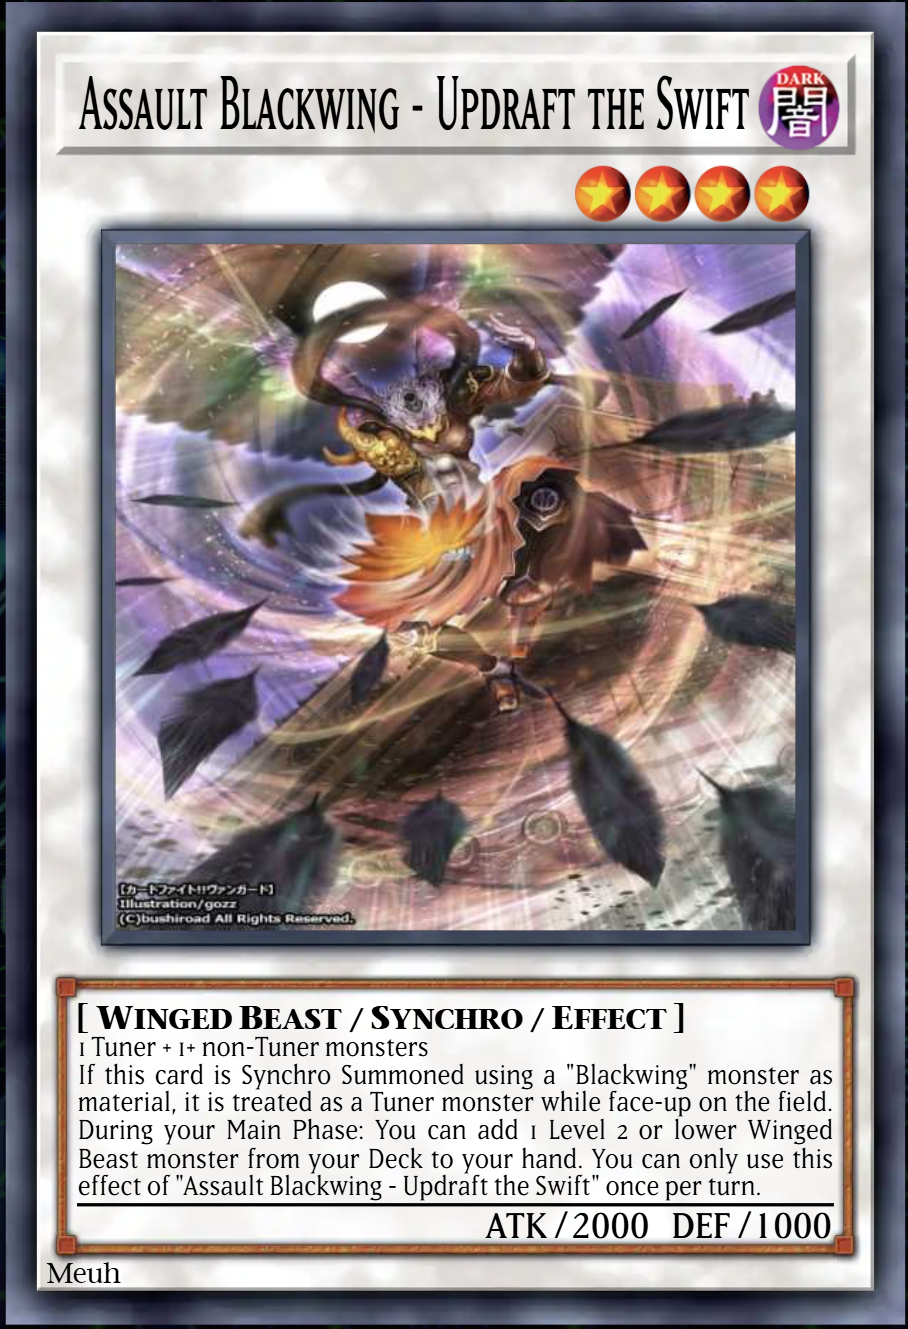 Assault Blackwing - Updraft the Swift
DARK
闇
【カードファイト!!ヴァンガード】
Illustration/gozz
(C)bushiroad All Rights Reserved.
[ Winged Beast / Synchro / Effect ]
1 Tuner + 1+ non-Tuner monsters
If this card is Synchro Summoned using a "Blackwing" monster as
material, it is treated as a Tuner monster while face-up on the field.
During your Main Phase: You can add 1 Level 2 or lower Winged
Beast monster from your Deck to your hand. You can only use this
effect of "Assault Blackwing - Updraft the Swift" once per turn.
ATK/2000 DEF/1000
Meuh